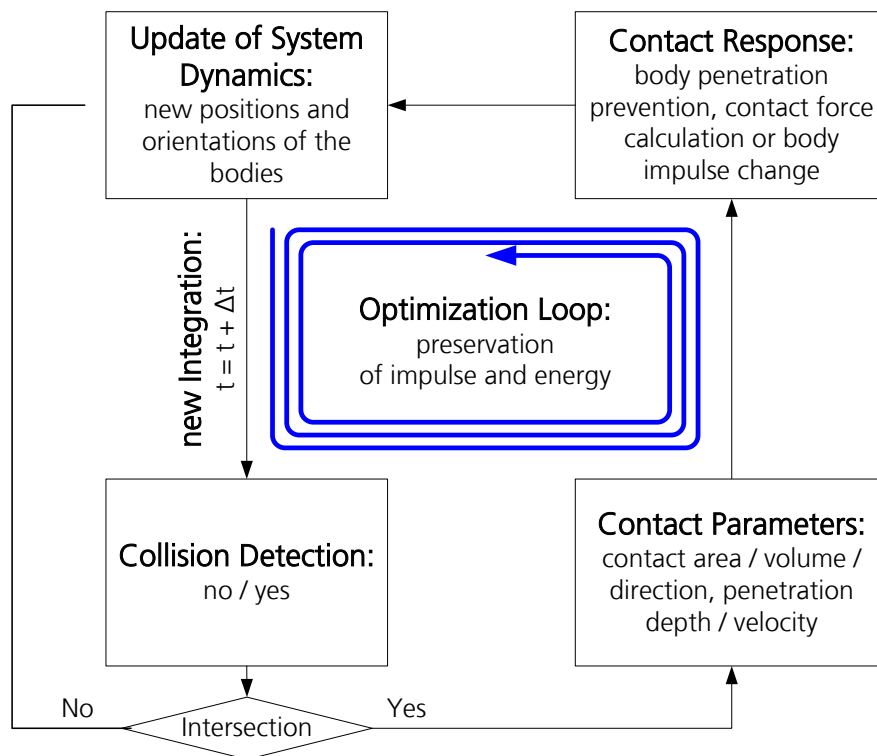 Update of System
Dynamics:
new positions and
orientations of the
bodies
Contact Response:
body penetration
prevention, contact force
calculation or body
impulse change
new Integration:
t = t + Δt
Optimization Loop:
preservation
of impulse and energy
Collision Detection:
no / yes
Contact Parameters:
contact area / volume /
direction, penetration
depth / velocity
No
Intersection
Yes